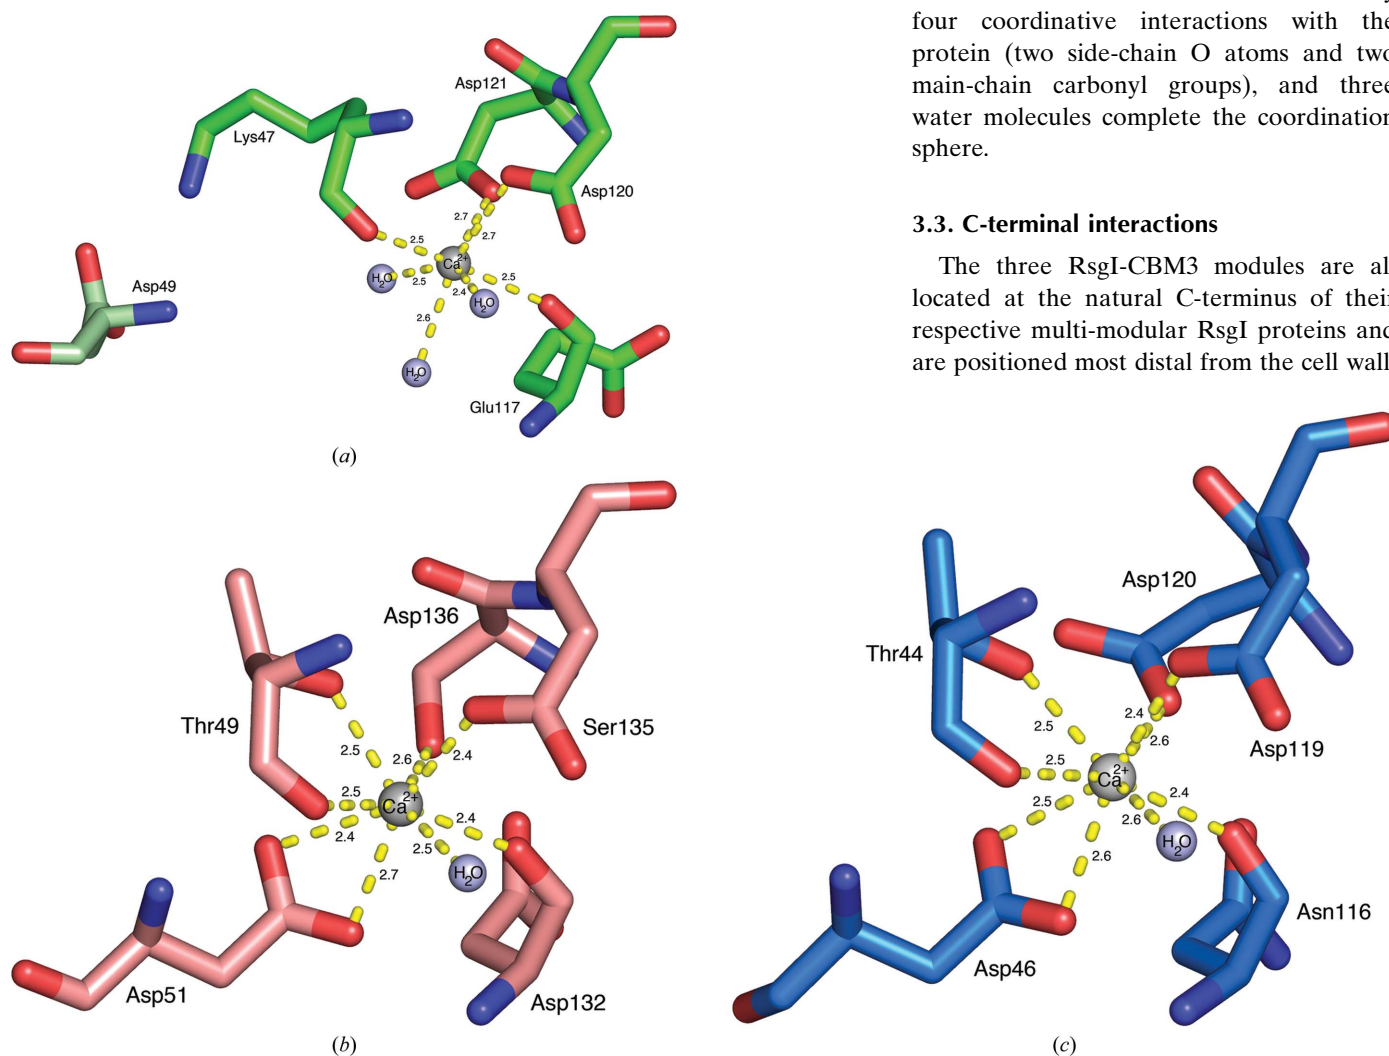 four coordinative interactions with the
protein (two side-chain O atoms and two
main-chain carbonyl groups), and three
water molecules complete the coordination
sphere.
3.3. C-terminal interactions
The three RsgI-CBM3 modules are al
located at the natural C-terminus of their
respective multi-modular RsgI proteins and
are positioned most distal from the cell wall
Asp121
Lys47
Asp120
2.7
2.7
2.5
Ca2+
H2O
2.5
2.4
2.5
H2O
Asp49
2.6
H2O
Glu117
(a)
Asp136
Thr49
Ser135
2.5
2.6
2.4
2.5
Ca2+
2.4
2.4
2.5
H2O
2.7
Asp51
Asp132
(b)
Asp120
Thr44
2.4
2.5
2.6
Asp119
2.5
Ca2+
2.5
2.4
2.6
H2O
2.6
Asp46
Asn116
(c)